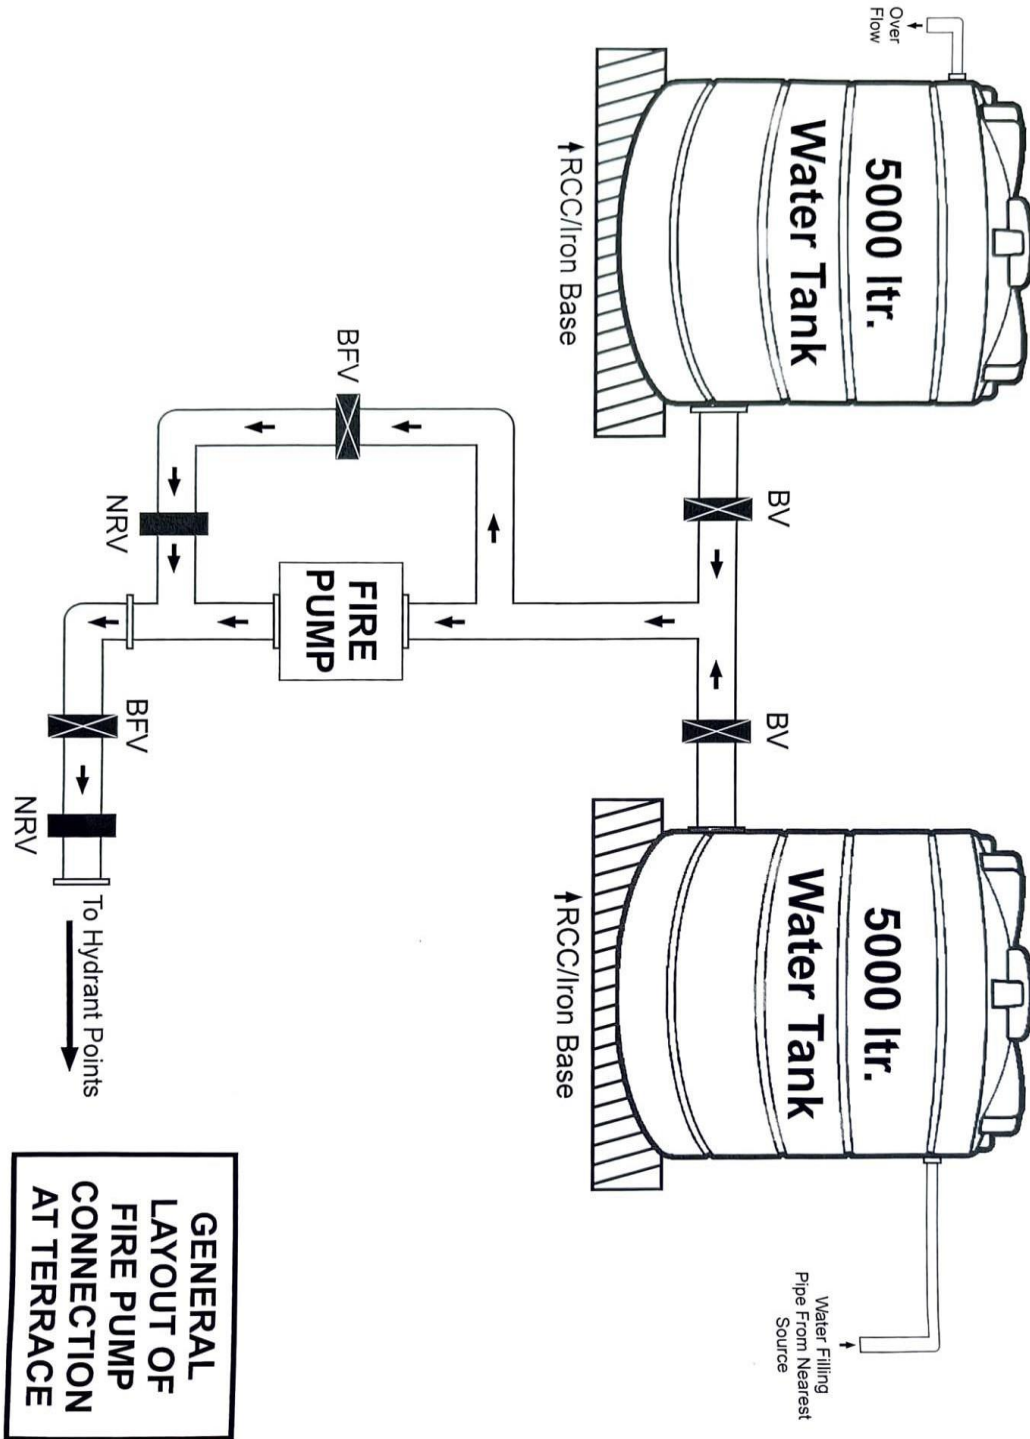 Over
Flow
5000 ltr.
Water Tank
RCC/Iron Base
BV
BV
5000 ltr.
Water Tank
RCC/Iron Base
Water Filling
Pipe From Nearest
Source
BFV
NRV
FIRE
PUMP
BFV
NRV
To Hydrant Points
GENERAL
LAYOUT OF
FIRE PUMP
CONNECTION
AT TERRACE